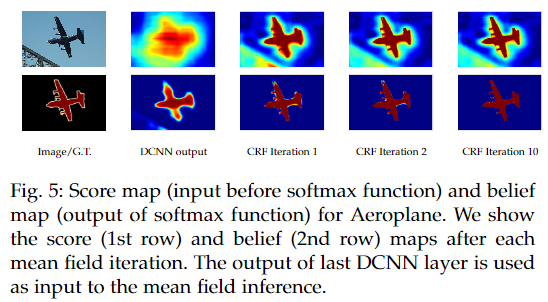 Image/G.T.
DCNN output
CRF Iteration 1
CRF Iteration 2
CRF Iteration 10
Fig. 5: Score map (input before softmax function) and belief
map (output of softmax function) for Aeroplane. We show
the score (1st row) and belief (2nd row) maps after each
mean field iteration. The output of last DCNN layer is used
as input to the mean field inference.